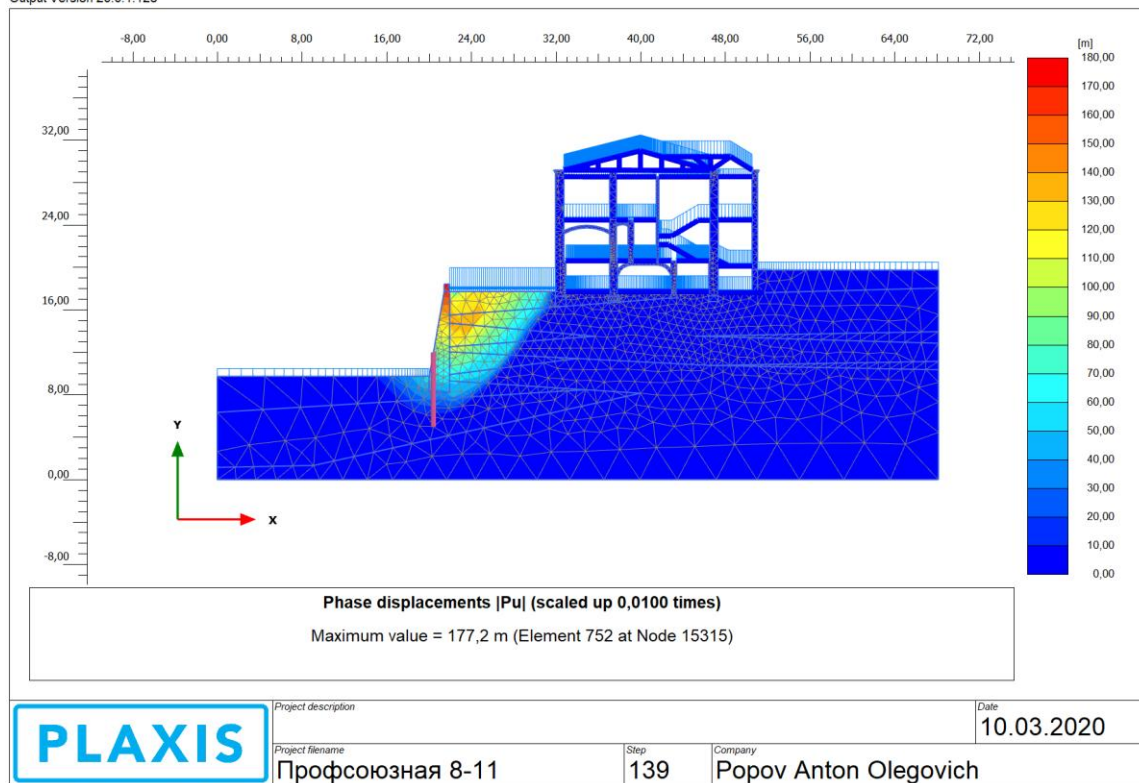 -8,00 0,00 8,00 16,00 24,00 32,00 40,00 48,00 56,00 64,00 72,00
[m]
180,00
170,00
160,00
150,00
140,00
130,00
120,00
110,00
100,00
90,00
80,00
70,00
60,00
50,00
40,00
30,00
20,00
10,00
0,00
32,00
24,00
16,00
8,00
0,00
-8,00
Y
X
Phase displacements |Pu| (scaled up 0,0100 times)
Maximum value = 177,2 m (Element 752 at Node 15315)
PLAXIS
Project description
Date
10.03.2020
Project filename
Профсоюзная 8-11
Step
139
Company
Popov Anton Olegovich